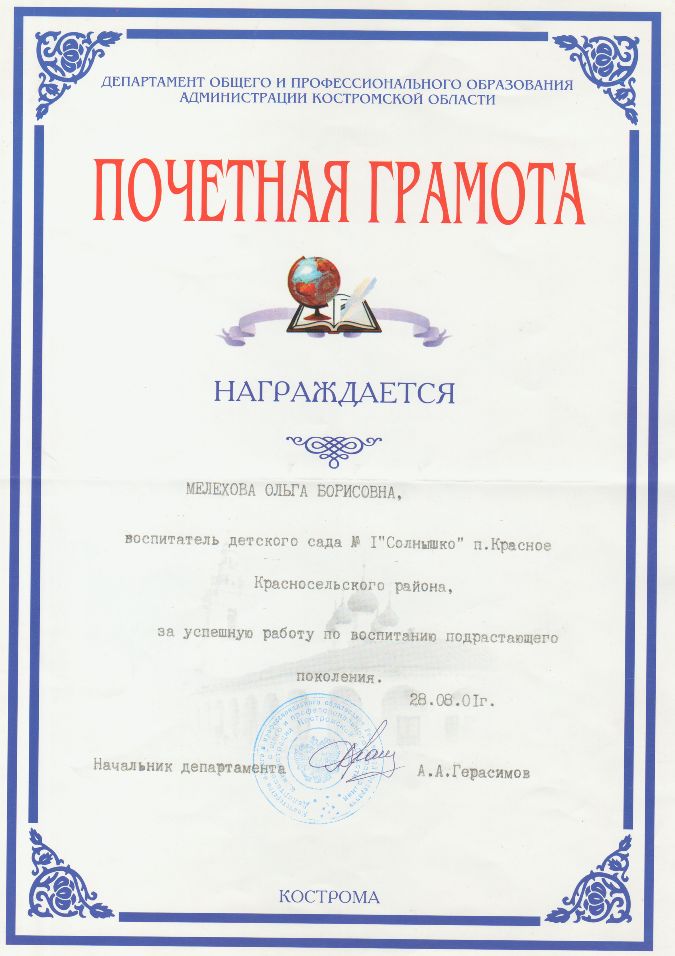 ДЕПАРТАМЕНТ ОБЩЕГО И ПРОФЕССИОНАЛЬНОГО ОБРАЗОВАНИЯ
АДМИНИСТРАЦИИ КОСТРОМСКОЙ ОБЛАСТИ
ПОЧЕТНАЯ ГРАМОТА
НАГРАЖДАЕТСЯ
МЕЛЕХОВА ОЛЬГА БОРИСОВНА,
воспитатель детского сада № I"Солнышко" п.Красное
Красносельского района,
за успешную работу по воспитанию подрастающего
поколения.
28.08.0Iг.
Начальник департамента А.А.Герасимов
КОСТРОМА